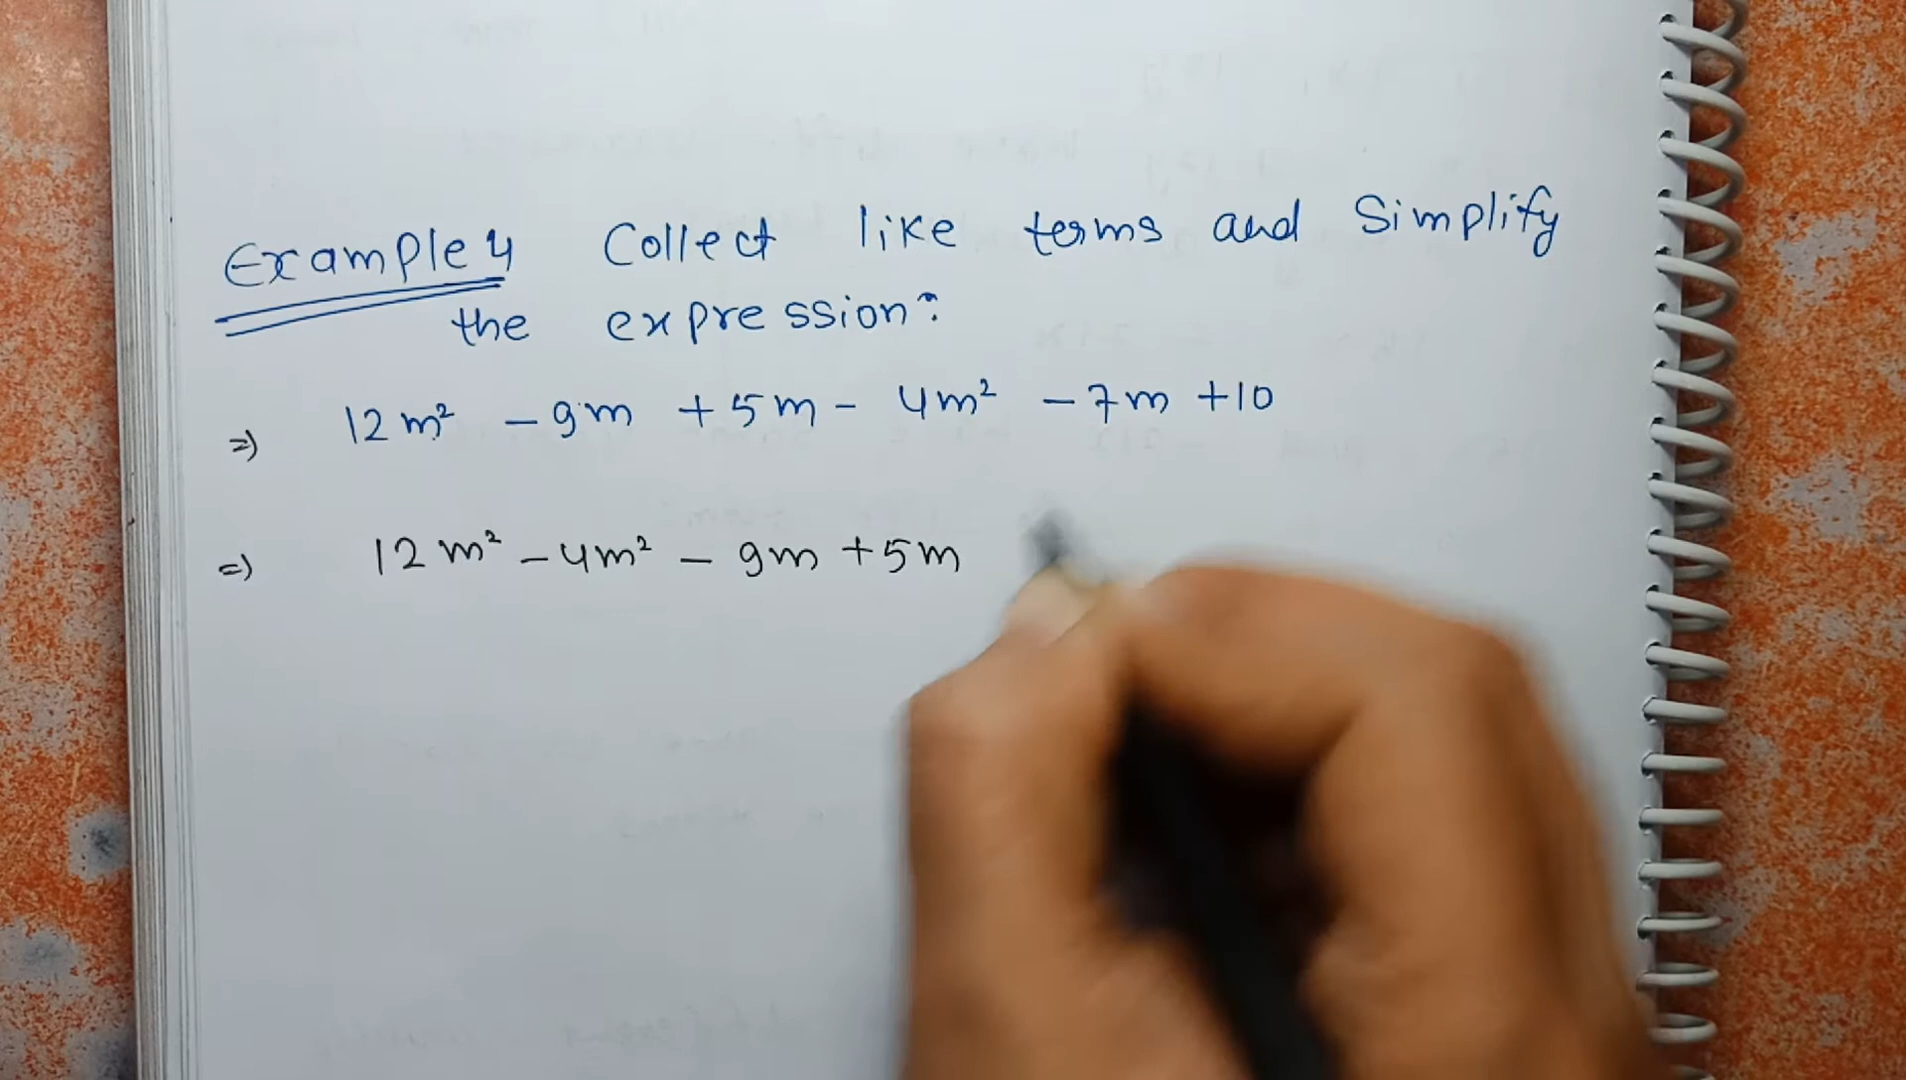 Example 4 Collect like terms and Simplify
the expression:
=) 12m² - 9m + 5m - 4m² - 7m + 10
=) 12m² - 4m² - 9m + 5m